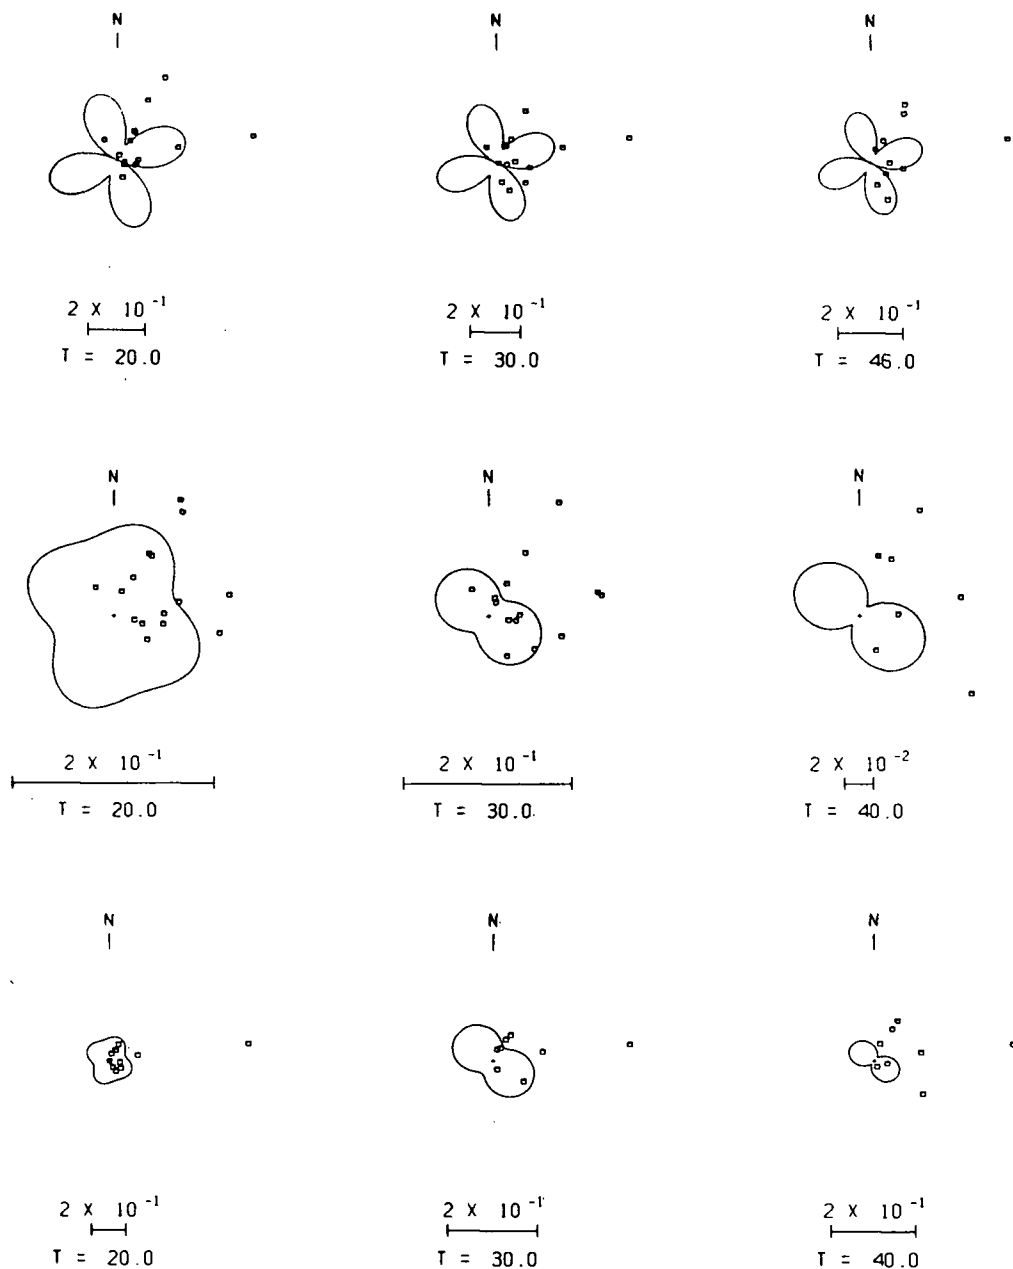 N N N
2 X 10⁻¹ 2 X 10⁻¹ 2 X 10⁻¹
T = 20.0 T = 30.0 T = 46.0
N N N
2 X 10⁻¹ 2 X 10⁻¹ 2 X 10⁻²
T = 20.0 T = 30.0 T = 40.0
N N N
2 X 10⁻¹ 2 X 10⁻¹ 2 X 10⁻¹
T = 20.0 T = 30.0 T = 40.0